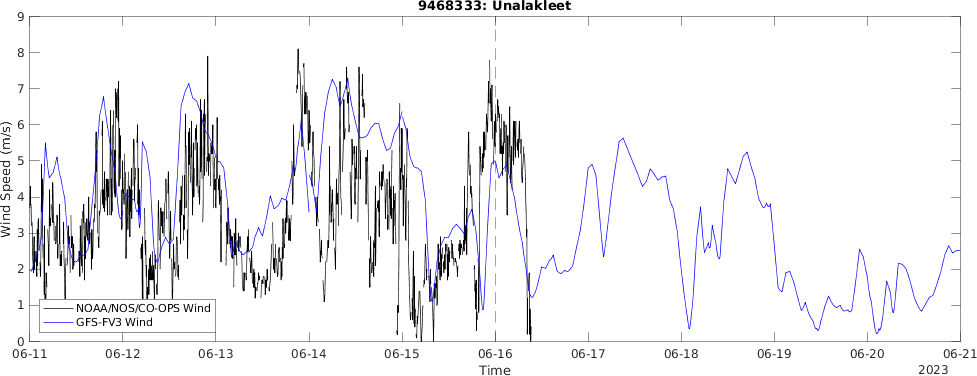 9468333: Unalakleet
Wind Speed (m/s)
9
8
7
6
5
4
3
2
1
0
NOAA/NOS/CO-OPS Wind
GFS-FV3 Wind
06-11 06-12 06-13 06-14 06-15 06-16 06-17 06-18 06-19 06-20 06-21
Time
2023